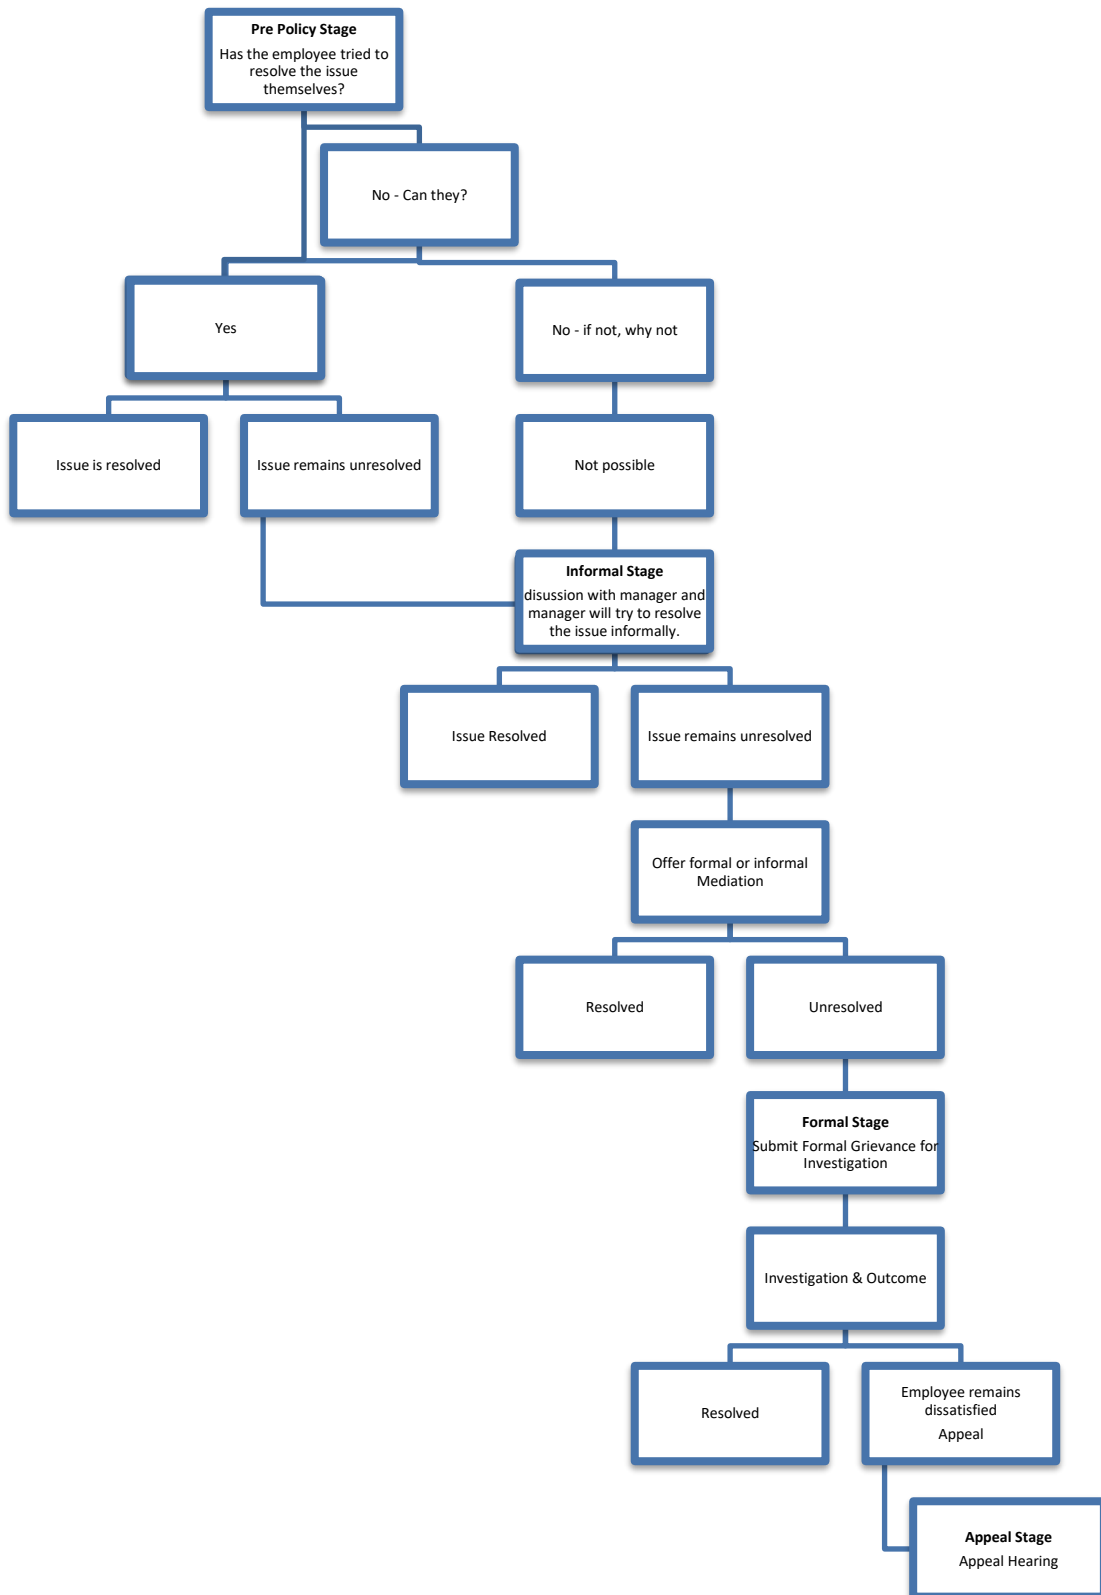 Pre Policy Stage
Has the employee tried to
resolve the issue
themselves?
No - Can they?
Yes
No - if not, why not
Issue is resolved
Issue remains unresolved
Not possible
Informal Stage
disussion with manager and
manager will try to resolve
the issue informally.
Issue Resolved
Issue remains unresolved
Offer formal or informal
Mediation
Resolved
Unresolved
Formal Stage
Submit Formal Grievance for
Investigation
Investigation & Outcome
Resolved
Employee remains
dissatisfied
Appeal
Appeal Stage
Appeal Hearing